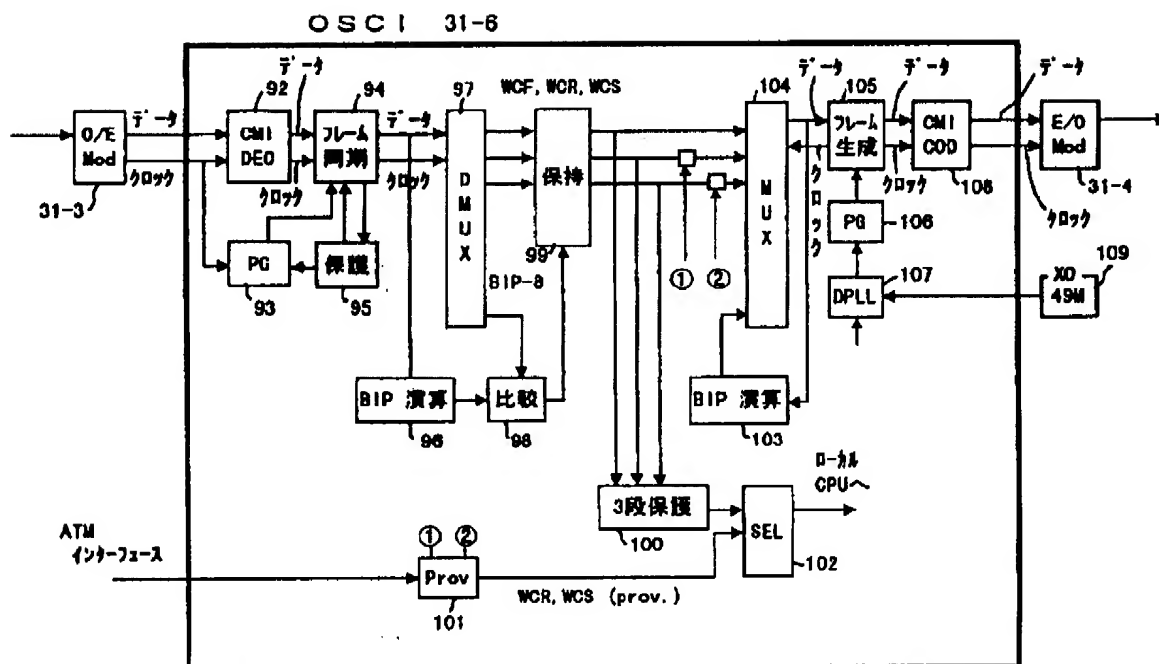 OSCI 31-6
データ
92
データ
94
データ
97
WCF, WCR, WCS
104
データ
105
データ
データ
O/E
Mod
CMI
DEO
フレーム
同期
DMUX
保持
MUX
フレーム
生成
CMI
COD
E/O
Mod
クロック
クロック
クロック
クロック
クロック
108
31-4
31-3
クロック
99
PG
106
PG
保護
BIP-8
①
②
107
109
93
95
DPLL
XO
49M
BIP 演算
比較
BIP 演算
96
98
103
ローカル
CPUへ
3段保護
SEL
100
102
ATM
インターフェース
①
②
Prov
WCR, WCS (prov.)
101